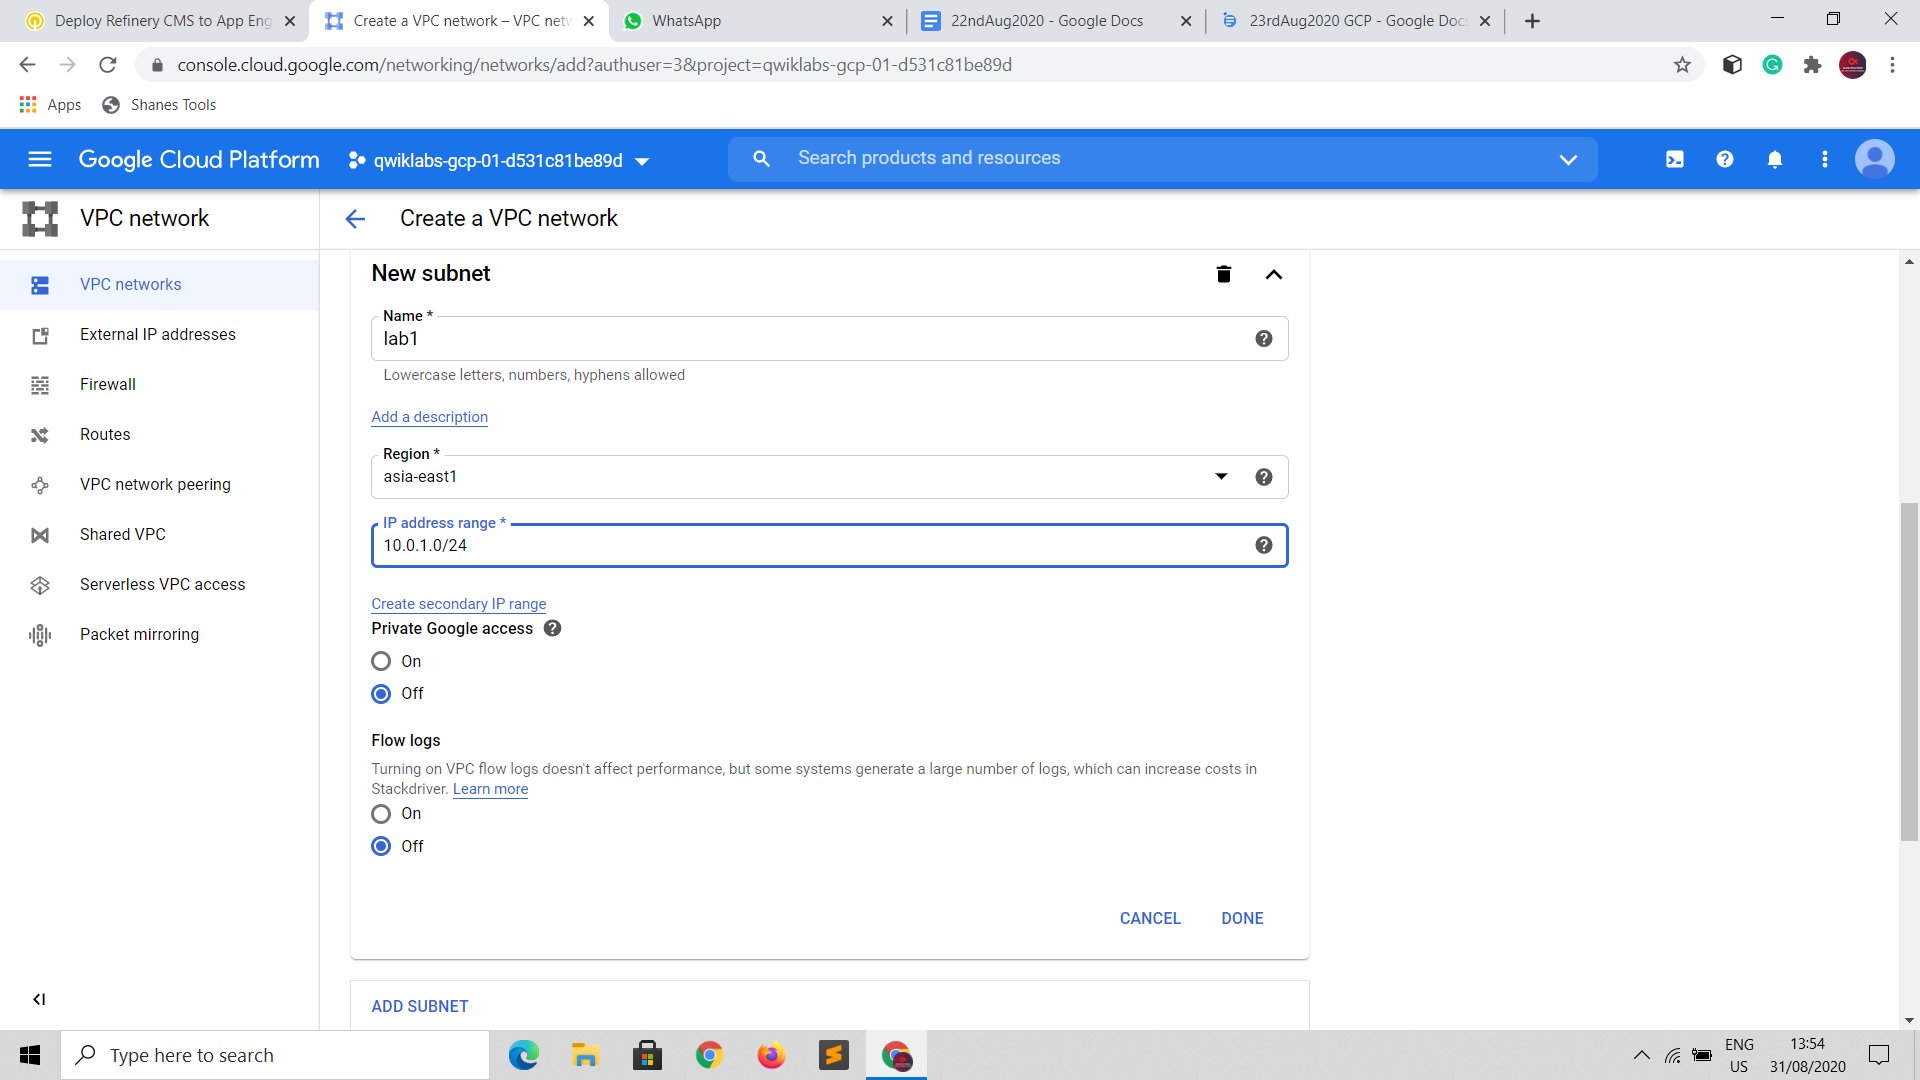 Deploy Refinery CMS to App Eng
Create a VPC network – VPC netw
WhatsApp
22ndAug2020 - Google Docs
23rdAug2020 GCP - Google Docs
console.cloud.google.com/networking/networks/add?authuser=3&project=qwiklabs-gcp-01-d531c81be89d
Apps
Shanes Tools
Google Cloud Platform
qwiklabs-gcp-01-d531c81be89d
Search products and resources
VPC network
Create a VPC network
VPC networks
External IP addresses
Firewall
Routes
VPC network peering
Shared VPC
Serverless VPC access
Packet mirroring
New subnet
Name *
lab1
Lowercase letters, numbers, hyphens allowed
Add a description
Region *
asia-east1
IP address range *
10.0.1.0/24
Create secondary IP range
Private Google access
On
Off
Flow logs
Turning on VPC flow logs doesn't affect performance, but some systems generate a large number of logs, which can increase costs in
Stackdriver. Learn more
On
Off
CANCEL
DONE
ADD SUBNET
Type here to search
ENG
US
13:54
31/08/2020